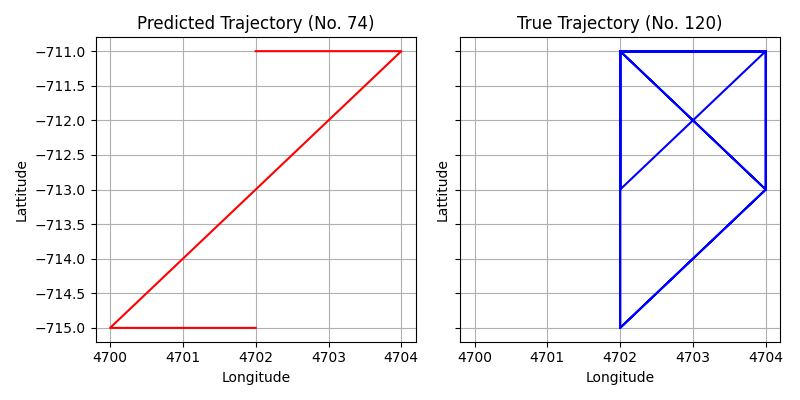 Predicted Trajectory (No. 74)
True Trajectory (No. 120)
−711.0
−711.5
−712.0
−712.5
−713.0
−713.5
−714.0
−714.5
−715.0
Lattitude
Lattitude
4700 4701 4702 4703 4704
4700 4701 4702 4703 4704
Longitude
Longitude